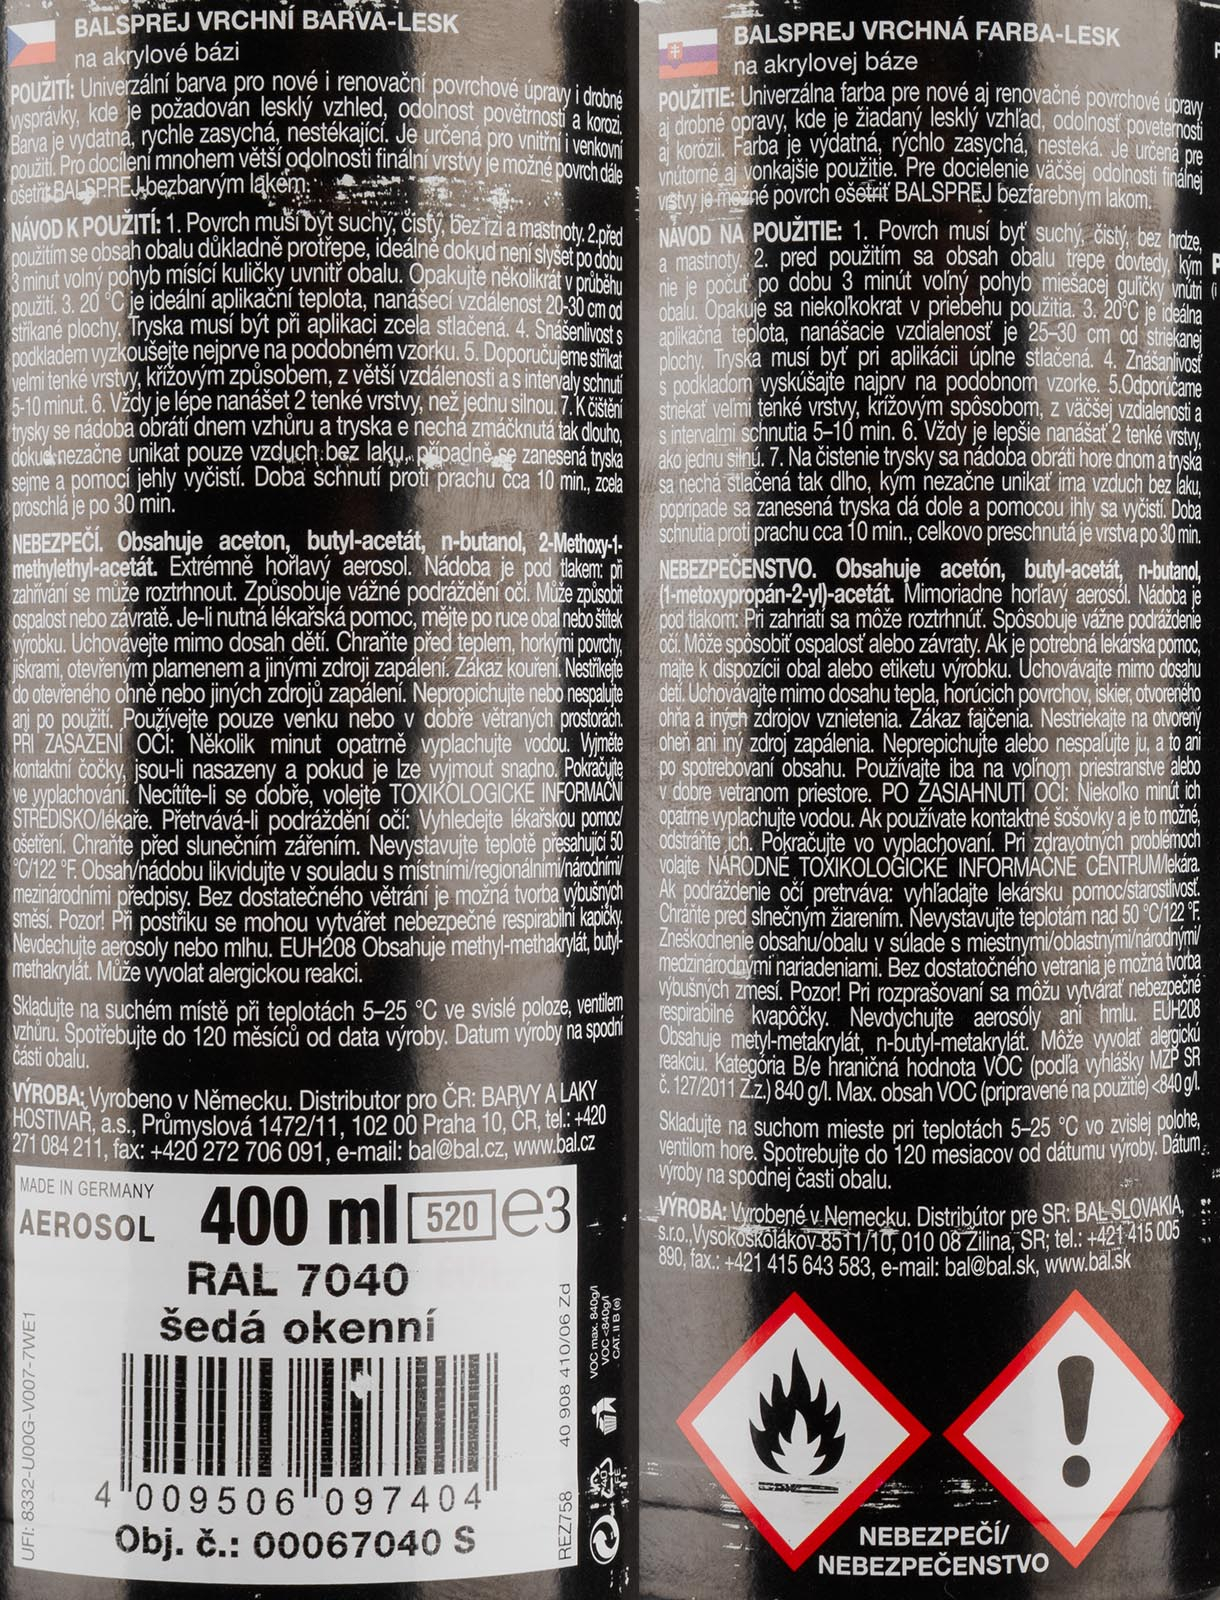 BALSPREJ VRCHNÍ BARVA-LESK
na akrylové bázi
POUŽITÍ: Univerzální barva pro nové i renovační povrchové úpravy i drobné
vysprávky, kde je požadován lesklý vzhled, odolnost povětrnosti a korozi.
Barva je vydatná, rychle zasychá, nestékající. Je určená pro vnitřní i venkovní
použití. Pro docílení mnohem větší odolnosti finální vrstvy je možné povrch dále
ošetřit BALSPREJ bezbarvým lakem.
NÁVOD K POUŽITÍ: 1. Povrch musí být suchý, čistý, bez rzi a mastnoty. 2.před
použitím se obsah obalu důkladně protřepe, ideálně dokud není slyšet po dobu
3 minut volný pohyb mísící kuličky uvnitř obalu. Opakujte několikrát v průběhu
použití. 3. 20 °C je ideální aplikační teplota, nanášecí vzdálenost 20-30 cm od
stříkané plochy. Tryska musí být při aplikaci zcela stlačená. 4. Snášenlivost s
podkladem vyzkoušejte nejprve na podobném vzorku. 5. Doporučujeme stříkat
velmi tenké vrstvy, křížovým způsobem, z větší vzdálenosti a s intervaly schnutí
5-10 minut. 6. Vždy je lépe nanášet 2 tenké vrstvy, než jednu silnou. 7. K čištění
trysky se nádoba obrátí dnem vzhůru a tryska e nechá zmáčknutá tak dlouho,
dokud nezačne unikat pouze vzduch bez laku, případně se zanesená tryska
sejme a pomocí jehly vyčistí. Doba schnutí proti prachu cca 10 min., zcela
proschlá je po 30 min.
NEBEZPEČÍ. Obsahuje aceton, butyl-acetát, n-butanol, 2-Methoxy-1-
methylethyl-acetát. Extrémně hořlavý aerosol. Nádoba je pod tlakem: při
zahřívání se může roztrhnout. Způsobuje vážné podráždění očí. Může způsobit
ospalost nebo závratě. Je-li nutná lékařská pomoc, mějte po ruce obal nebo štítek
výrobku. Uchovávejte mimo dosah dětí. Chraňte před teplem, horkými povrchy,
jiskrami, otevřeným plamenem a jinými zdroji zapálení. Zákaz kouření. Nestříkejte
do otevřeného ohně nebo jiných zdrojů zapálení. Nepropichujte nebo nespalujte
ani po použití. Používejte pouze venku nebo v dobře větraných prostorách.
PŘI ZASAŽENÍ OČÍ: Několik minut opatrně vyplachujte vodou. Vyjměte
kontaktní čočky, jsou-li nasazeny a pokud je lze vyjmout snadno. Pokračujte
ve vyplachování. Necítíte-li se dobře, volejte TOXIKOLOGICKÉ INFORMAČNÍ
STŘEDISKO/lékaře. Přetrvává-li podráždění očí: Vyhledejte lékařskou pomoc/
ošetření. Chraňte před slunečním zářením. Nevystavujte teplotě přesahující 50
°C/122 °F. Obsah/nádobu likvidujte v souladu s místními/regionálními/národními/
mezinárodními předpisy. Bez dostatečného větrání je možná tvorba výbušných
směsí. Pozor! Při postřiku se mohou vytvářet nebezpečné respirabilní kapičky.
Nevdechujte aerosoly nebo mlhu. EUH208 Obsahuje methyl-methakrylát, butyl-
methakrylát. Může vyvolat alergickou reakci.
Skladujte na suchém místě při teplotách 5–25 °C ve svislé poloze, ventilem
vzhůru. Spotřebujte do 120 měsíců od data výroby. Datum výroby na spodní
části obalu.
VÝROBA: Vyrobeno v Německu. Distributor pro ČR: BARVY A LAKY
HOSTIVAŘ, a.s., Průmyslová 1472/11, 102 00 Praha 10, ČR, tel.: +420
271 084 211, fax: +420 272 706 091, e-mail: bal@bal.cz, www.bal.cz
MADE IN GERMANY
AEROSOL 400 ml 520 e3
RAL 7040
šedá okenní
4 009506 097404
Obj. č.: 00067040 S
UFI: 8332-U00G-V007-7WE1
REZ758 40 908 410/06 Zd
VOC max. 840g/l
VOC <840g/l
CAT. II B (e)
40
FE
BALSPREJ VRCHNÁ FARBA-LESK
na akrylovej báze
POUŽITIE: Univerzálna farba pre nové aj renovačné povrchové úpravy
aj drobné opravy, kde je žiadaný lesklý vzhľad, odolnosť poveternosti
aj korózii. Farba je výdatná, rýchlo zasychá, nesteká. Je určená pre
vnútorné aj vonkajšie použitie. Pre docielenie väčšej odolnosti finálnej
vrstvy je možné povrch ošetriť BALSPREJ bezfarebným lakom.
NÁVOD NA POUŽITIE: 1. Povrch musí byť suchý, čistý, bez hrdze,
a mastnoty. 2. pred použitím sa obsah obalu trepe dovtedy, kým
nie je počuť po dobu 3 minút voľný pohyb miešacej guľičky vnútri
obalu. Opakuje sa niekoľkokrat v priebehu použitia. 3. 20°C je ideálna
aplikačná teplota, nanášacie vzdialenosť je 25–30 cm od striekanej
plochy. Tryska musí byť pri aplikácii úplne stlačená. 4. Znášanlivosť
s podkladom vyskúšajte najprv na podobnom vzorke. 5.Odporúčame
striekať veľmi tenké vrstvy, krížovým spôsobom, z väčšej vzdialenosti a
s intervalmi schnutia 5–10 min. 6. Vždy je lepšie nanášať 2 tenké vrstvy,
ako jednu silnú. 7. Na čistenie trysky sa nádoba obráti hore dnom a tryska
sa nechá stlačená tak dlho, kým nezačne unikať ima vzduch bez laku,
poprípade sa zanesená tryska dá dole a pomocou ihly sa vyčistí. Doba
schnutia proti prachu cca 10 min., celkovo preschnutá je vrstva po 30 min.
NEBEZPEČENSTVO. Obsahuje acetón, butyl-acetát, n-butanol,
(1-metoxypropán-2-yl)-acetát. Mimoriadne horľavý aerosól. Nádoba je
pod tlakom: Pri zahriatí sa môže roztrhnúť. Spôsobuje vážne podráždenie
očí. Môže spôsobiť ospalosť alebo závraty. Ak je potrebná lekárska pomoc,
majte k dispozícii obal alebo etiketu výrobku. Uchovávajte mimo dosahu
detí. Uchovávajte mimo dosahu tepla, horúcich povrchov, iskier, otvoreného
ohňa a iných zdrojov vznietenia. Zákaz fajčenia. Nestriekajte na otvorený
oheň ani iný zdroj zapálenia. Neprepichujte alebo nespaľujte ju, a to ani
po spotrebovaní obsahu. Používajte iba na voľnom priestranstve alebo
v dobre vetranom priestore. PO ZASIAHNUTÍ OČÍ: Niekoľko minút ich
opatrne vyplachujte vodou. Ak používate kontaktné šošovky a je to možné,
odstráňte ich. Pokračujte vo vyplachovaní. Pri zdravotných problémoch
volajte NÁRODNÉ TOXIKOLOGICKÉ INFORMAČNÉ CENTRUM/lekára.
Ak podráždenie očí pretrváva: vyhľadajte lekársku pomoc/starostlivosť.
Chráňte pred slnečným žiarením. Nevystavujte teplotám nad 50 °C/122 °F.
Zneškodnenie obsahu/obalu v súlade s miestnymi/oblastnými/národnými/
medzinárodnými nariadeniami. Bez dostatočného vetrania je možná tvorba
výbušných zmesí. Pozor! Pri rozprašovaní sa môžu vytvárať nebezpečné
respirabilné kvapôčky. Nevdychujte aerosóly ani hmlu. EUH208
Obsahuje metyl-metakrylát, n-butyl-metakrylát. Môže vyvolať alergickú
reakciu. Kategória B/e hraničná hodnota VOC (podľa vyhlášky MŽP SR
č. 127/2011 Z.z.) 840 g/l. Max. obsah VOC (pripravené na použitie) <840 g/l.
Skladujte na suchom mieste pri teplotách 5–25 °C vo zvislej polohe,
ventilom hore. Spotrebujte do 120 mesiacov od dátumu výroby. Dátum
výroby na spodnej časti obalu.
VÝROBA: Vyrobené v Nemecku. Distribútor pre SR: BAL SLOVAKIA,
s.r.o.,Vysokoškolákov 8511/10, 010 08 Žilina, SR; tel.: +421 415 005
890, fax.: +421 415 643 583, e-mail: bal@bal.sk, www.bal.sk
NEBEZPEČÍ/
NEBEZPEČENSTVO